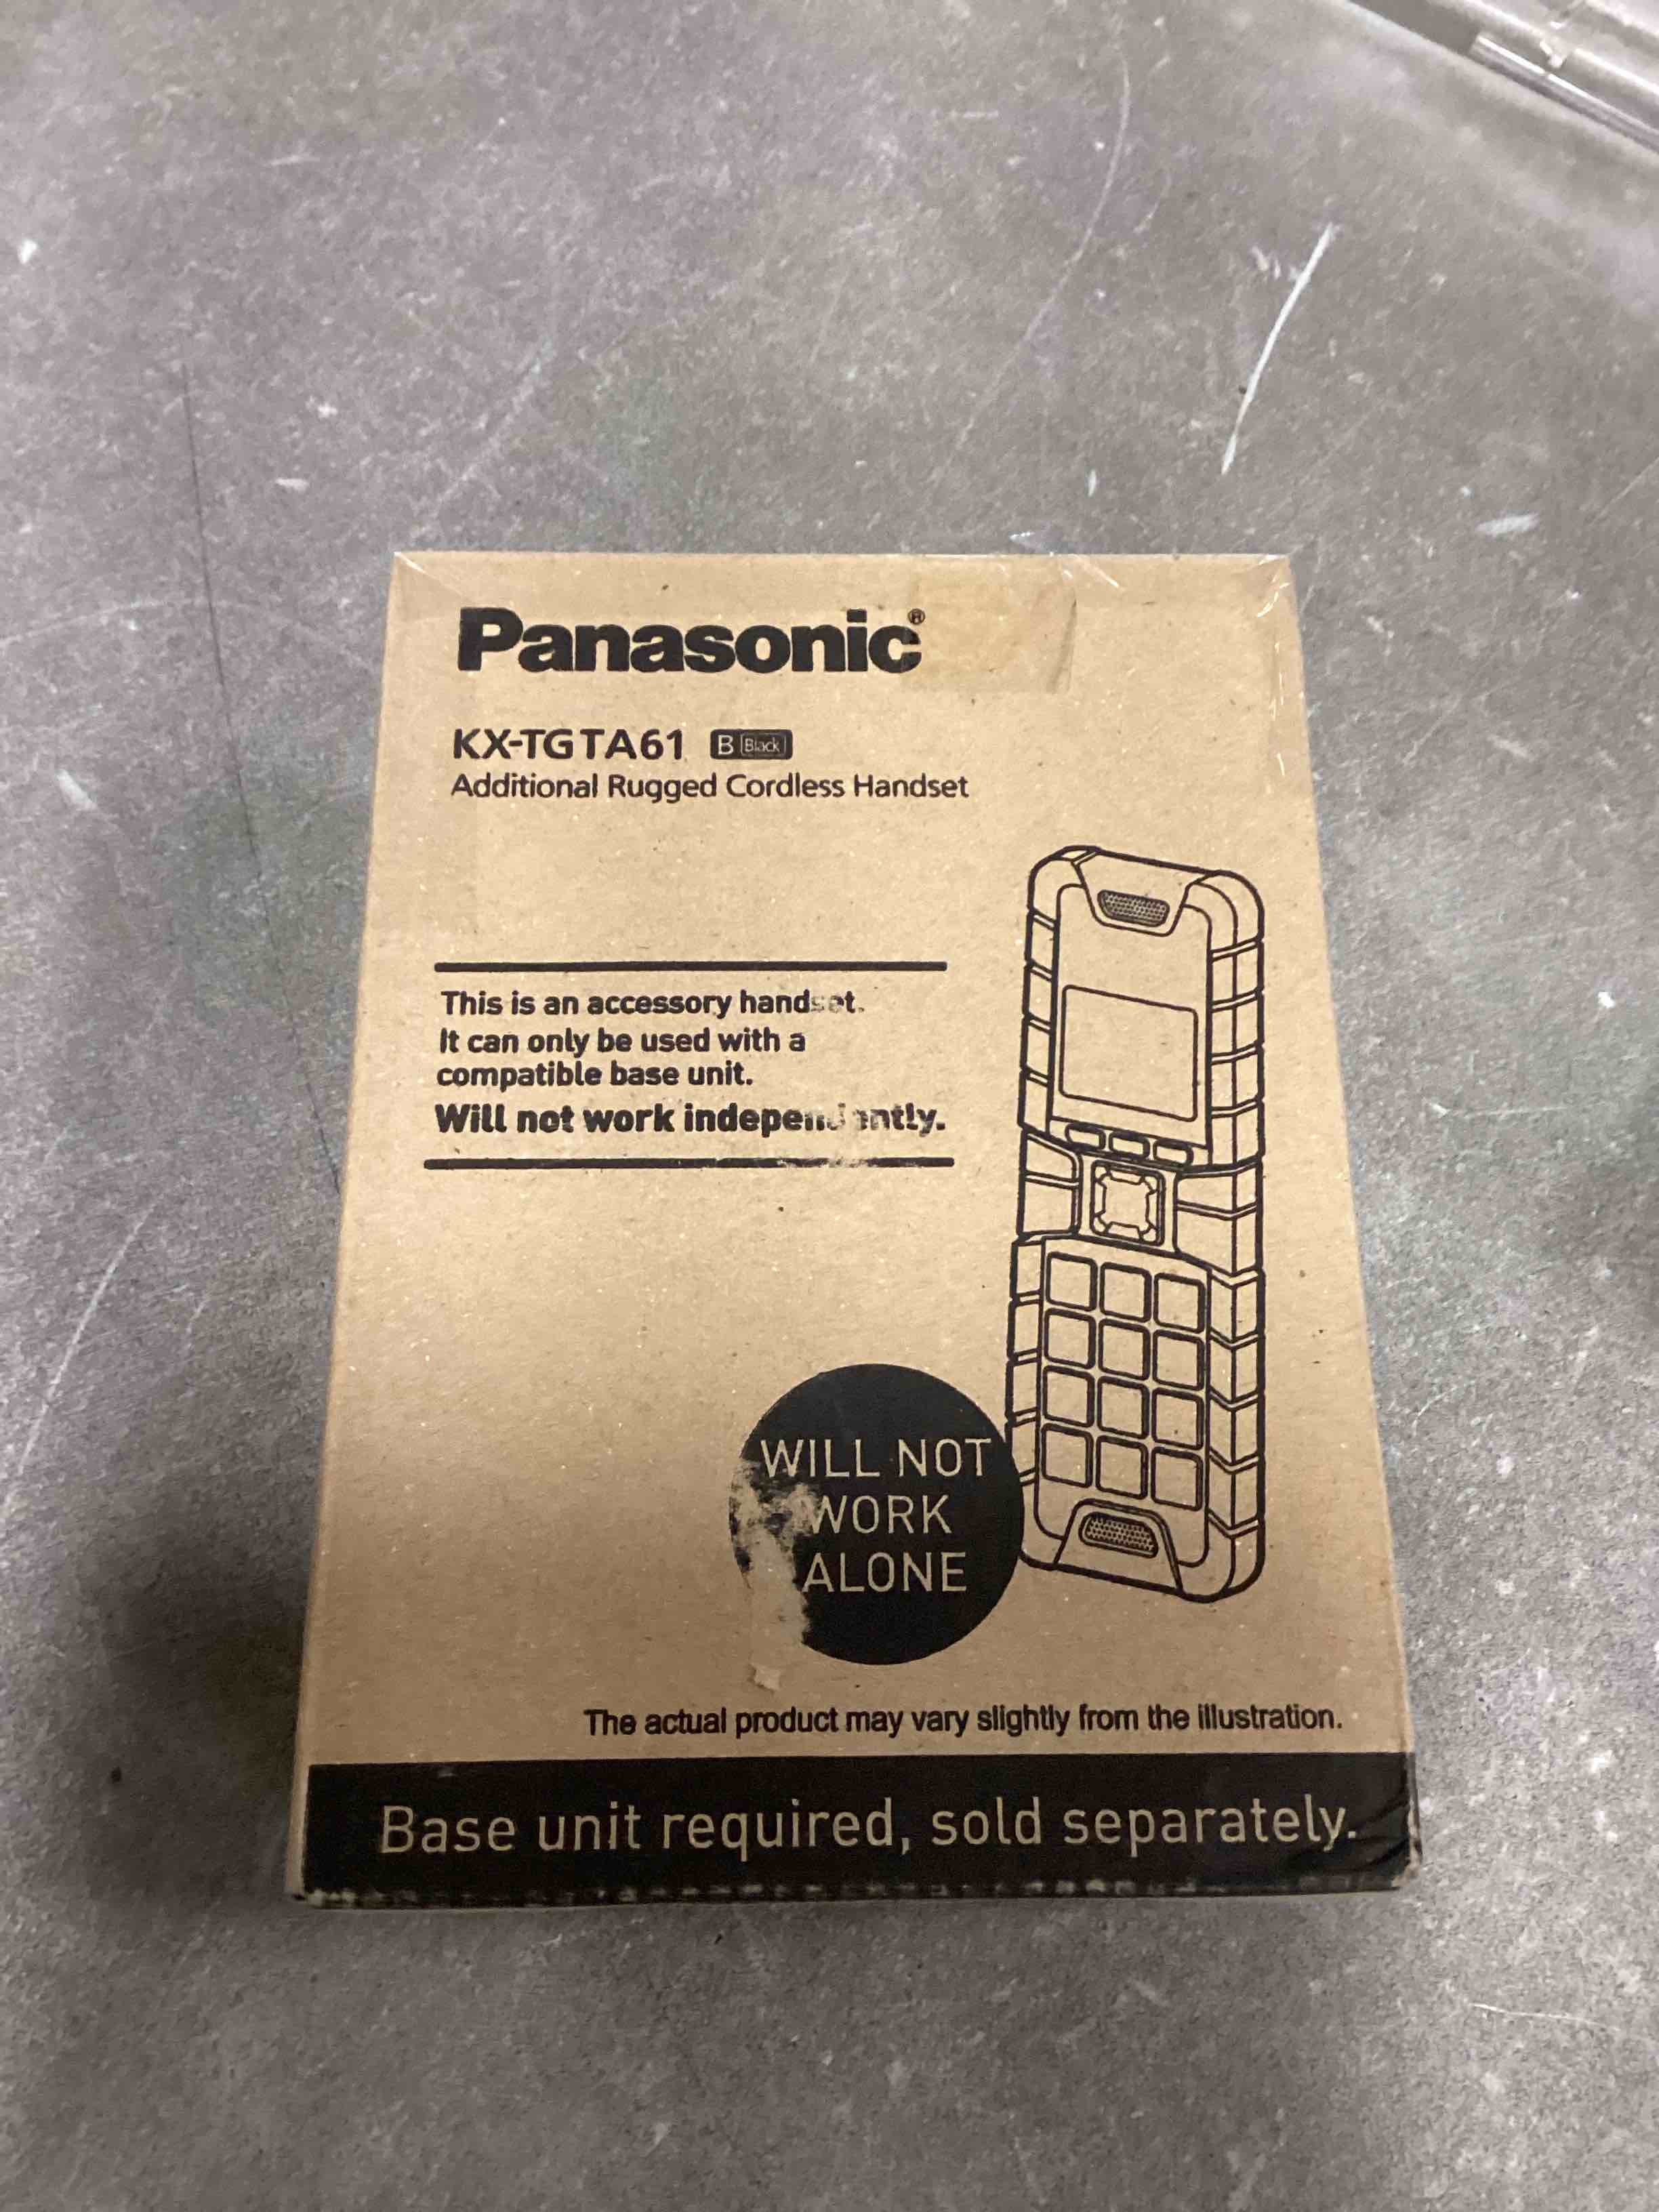 Panasonic®
KX-TGTA61 B Black
Additional Rugged Cordless Handset
This is an accessory handset.
It can only be used with a
compatible base unit.
Will not work independently.
WILL NOT
WORK
ALONE
The actual product may vary slightly from the illustration.
Base unit required, sold separately.